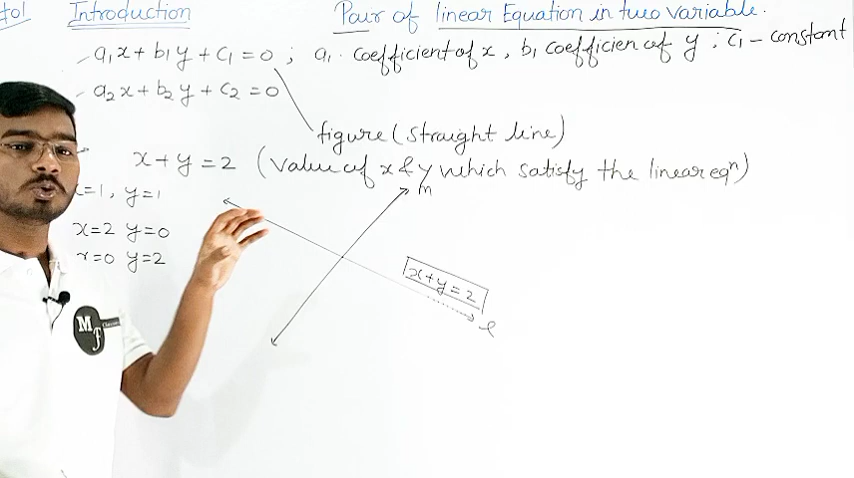 Introduction
Pair of linear Equation in two variable.
a₁x + b₁y + c₁ = 0 ; a₁ . coefficient of x , b₁ coefficien of y ; c₁ - constant
a₂x + b₂y + c₂ = 0
figure (straight line)
x + y = 2 (value of x & y which satisfy the linear eqⁿ)
x=1, y=1
x=2 y=0
x=0 y=2
m
x+y=2
l
M